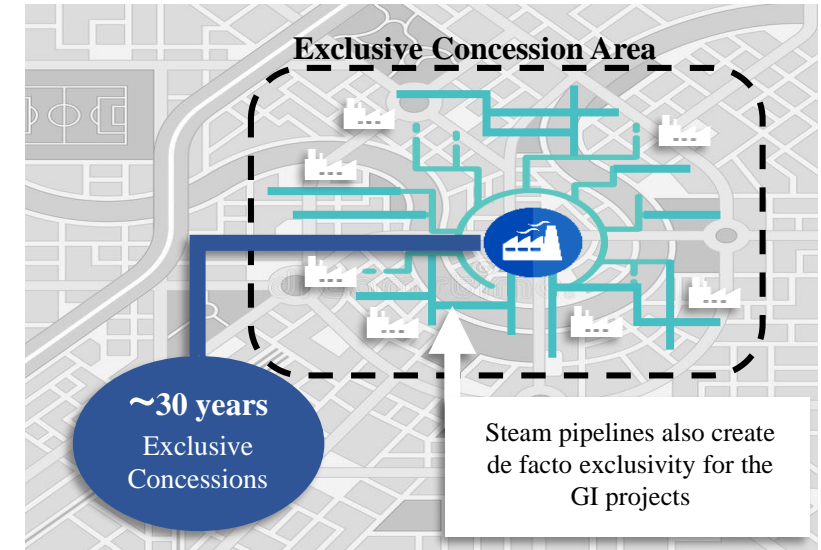 Exclusive Concession Area
~30 years
Exclusive
Concessions
Steam pipelines also create
de facto exclusivity for the
GI projects